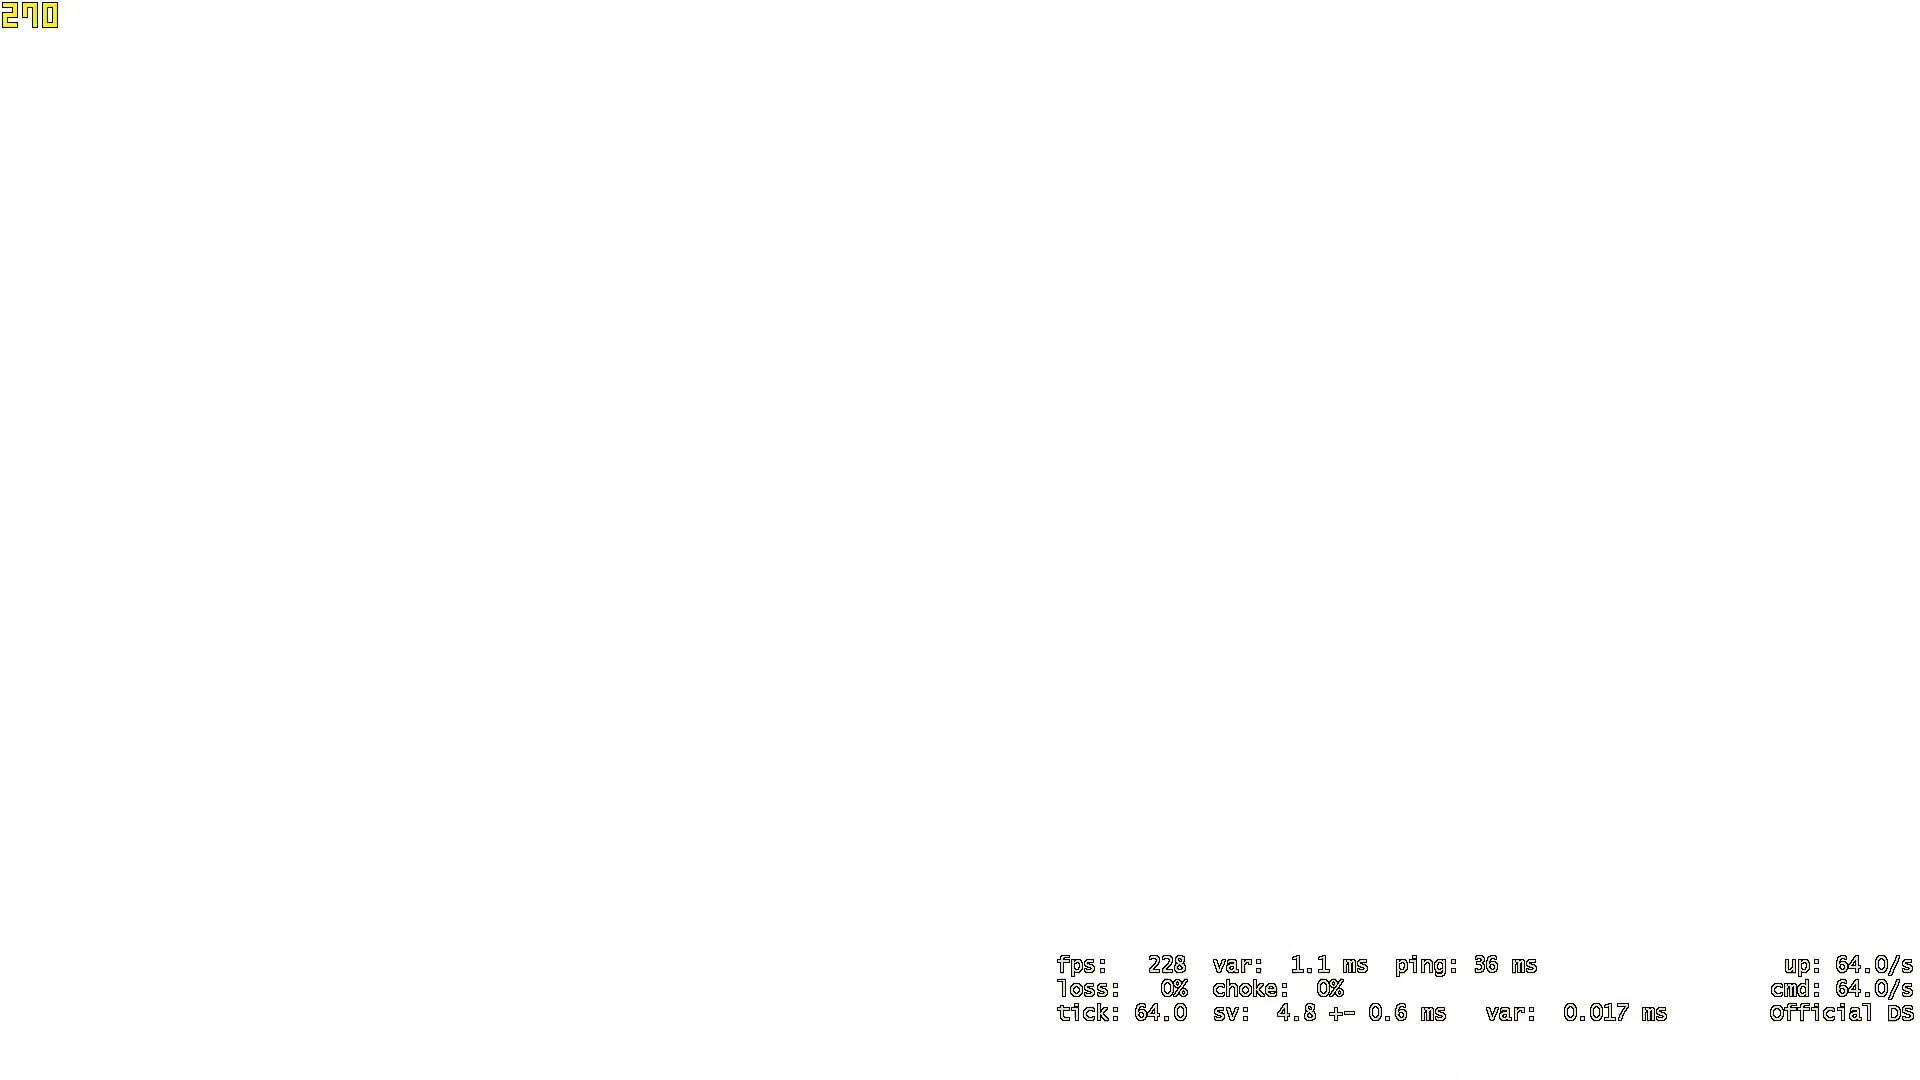 270
fps: 228 var: 1.1 ms ping: 36 ms up: 64.0/s
loss: 0% choke: 0% cmd: 64.0/s
tick: 64.0 sv: 4.8 +- 0.6 ms var: 0.017 ms Official DS